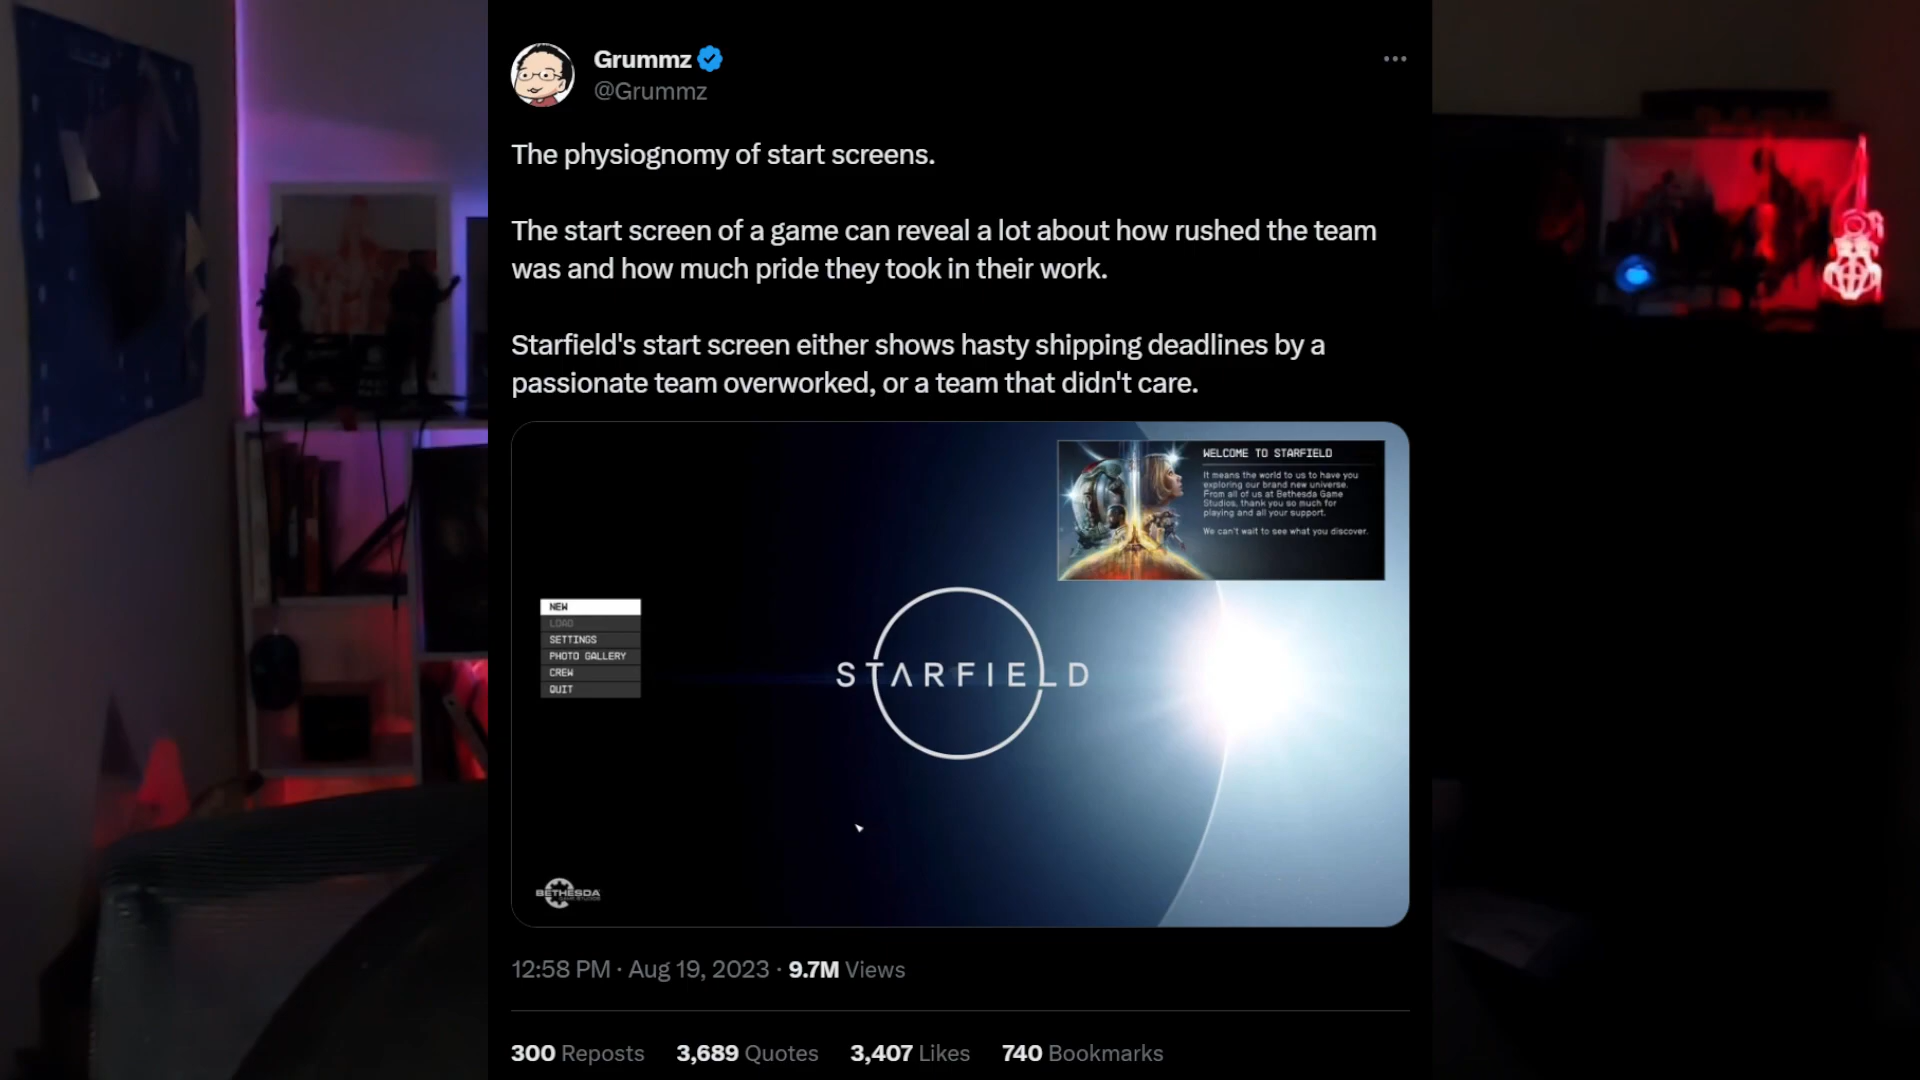 Grummz
@Grummz
The physiognomy of start screens.
The start screen of a game can reveal a lot about how rushed the team
was and how much pride they took in their work.
Starfield's start screen either shows hasty shipping deadlines by a
passionate team overworked, or a team that didn't care.
WELCOME TO STARFIELD
It means the world to us to have you
exploring our brand new universe.
From all of us at Bethesda Game
Studios, thank you so much for
playing and all your support.
We can't wait to see what you discover.
NEW
LOAD
SETTINGS
PHOTO GALLERY
CREW
QUIT
STARFIELD
BETHESDA
GAME STUDIOS
12:58 PM · Aug 19, 2023 · 9.7M Views
300 Reposts 3,689 Quotes 3,407 Likes 740 Bookmarks